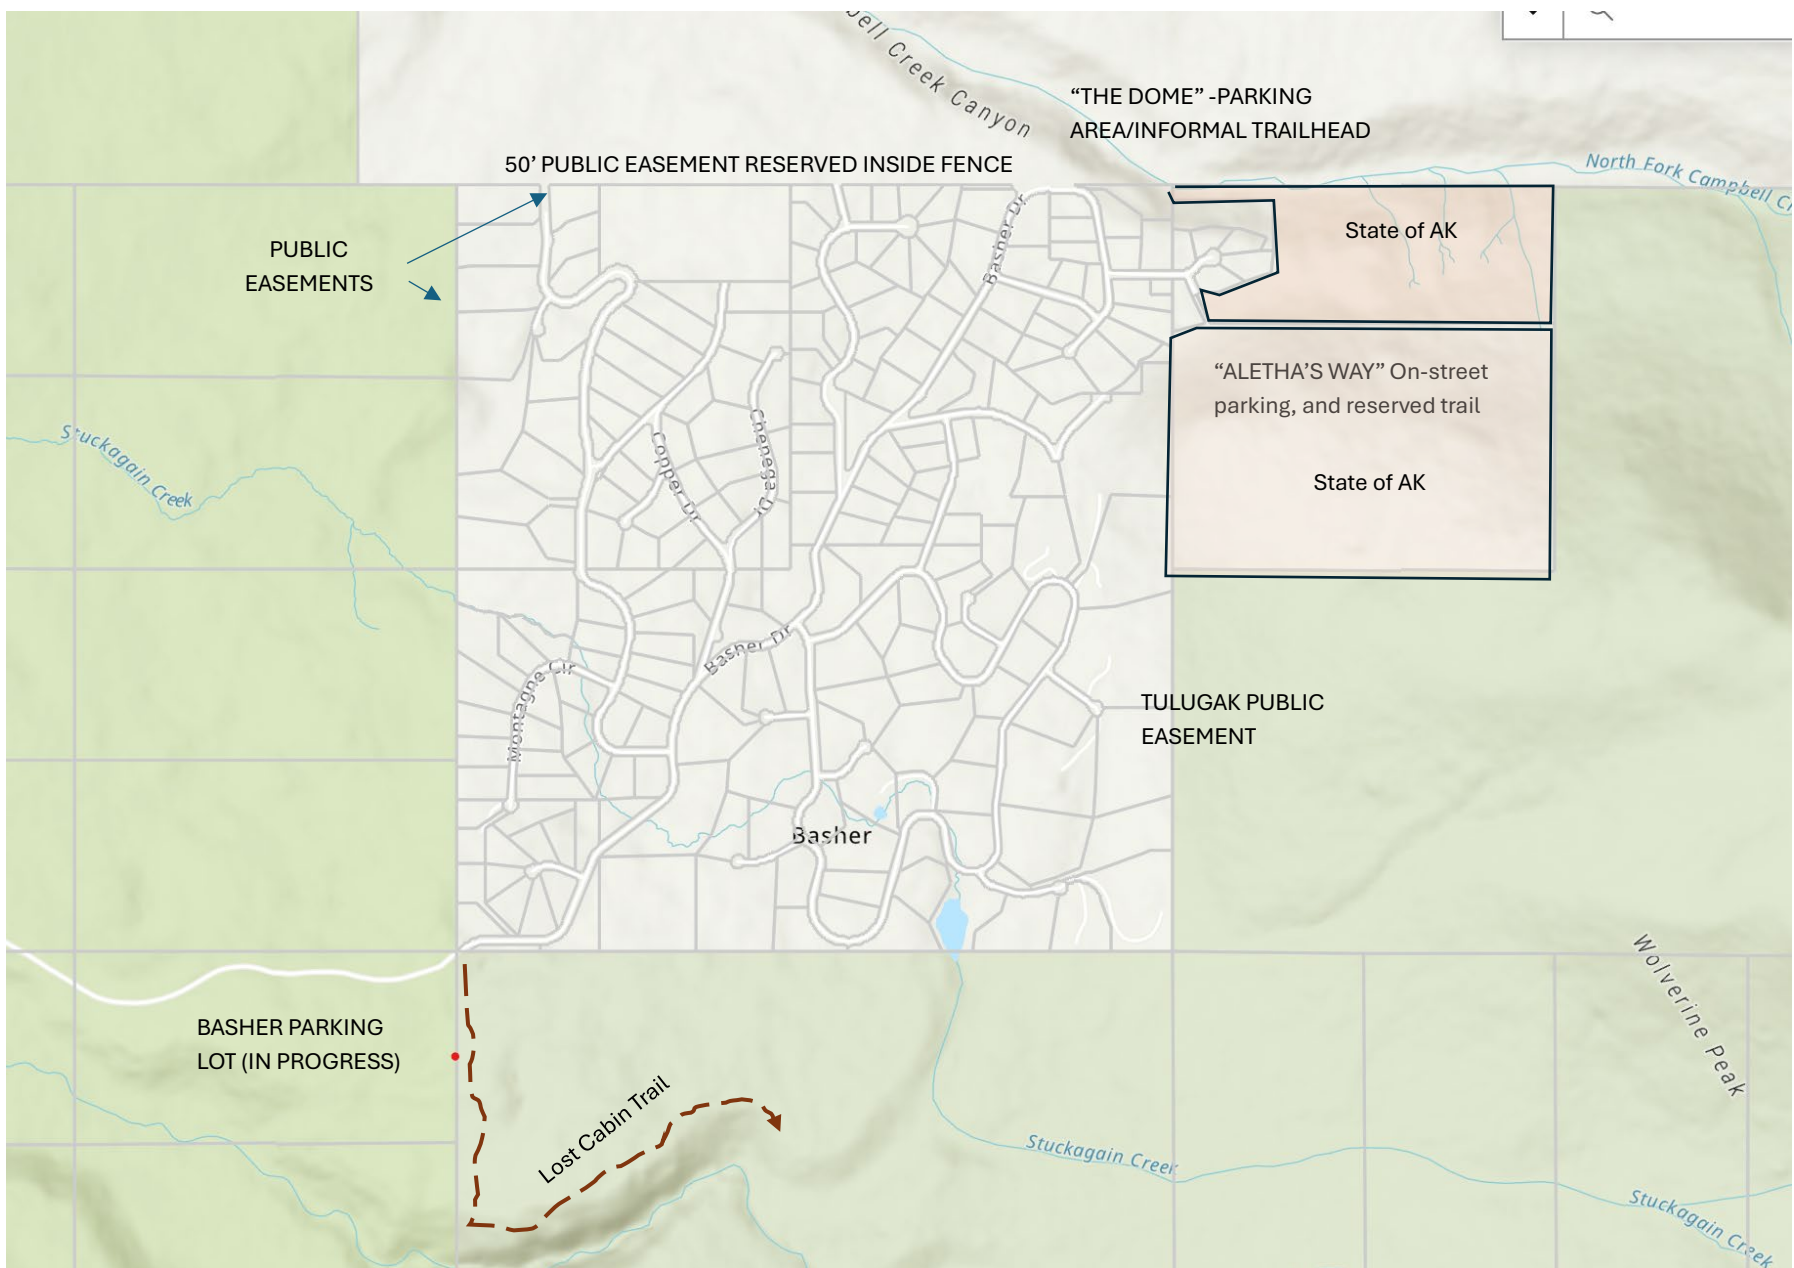 bell Creek Canyon
“THE DOME” -PARKING
AREA/INFORMAL TRAILHEAD
50’ PUBLIC EASEMENT RESERVED INSIDE FENCE
North Fork Campbell C
PUBLIC
EASEMENTS
Basher Dr
State of AK
“ALETHA’S WAY” On-street
parking, and reserved trail
State of AK
Stuckagain Creek
Copper Dr
Chenega Dr
Basher Dr
Montagne Cir
TULUGAK PUBLIC
EASEMENT
Basher
Wolverine Peak
BASHER PARKING
LOT (IN PROGRESS)
Lost Cabin Trail
Stuckagain Creek
Stuckagain Creek